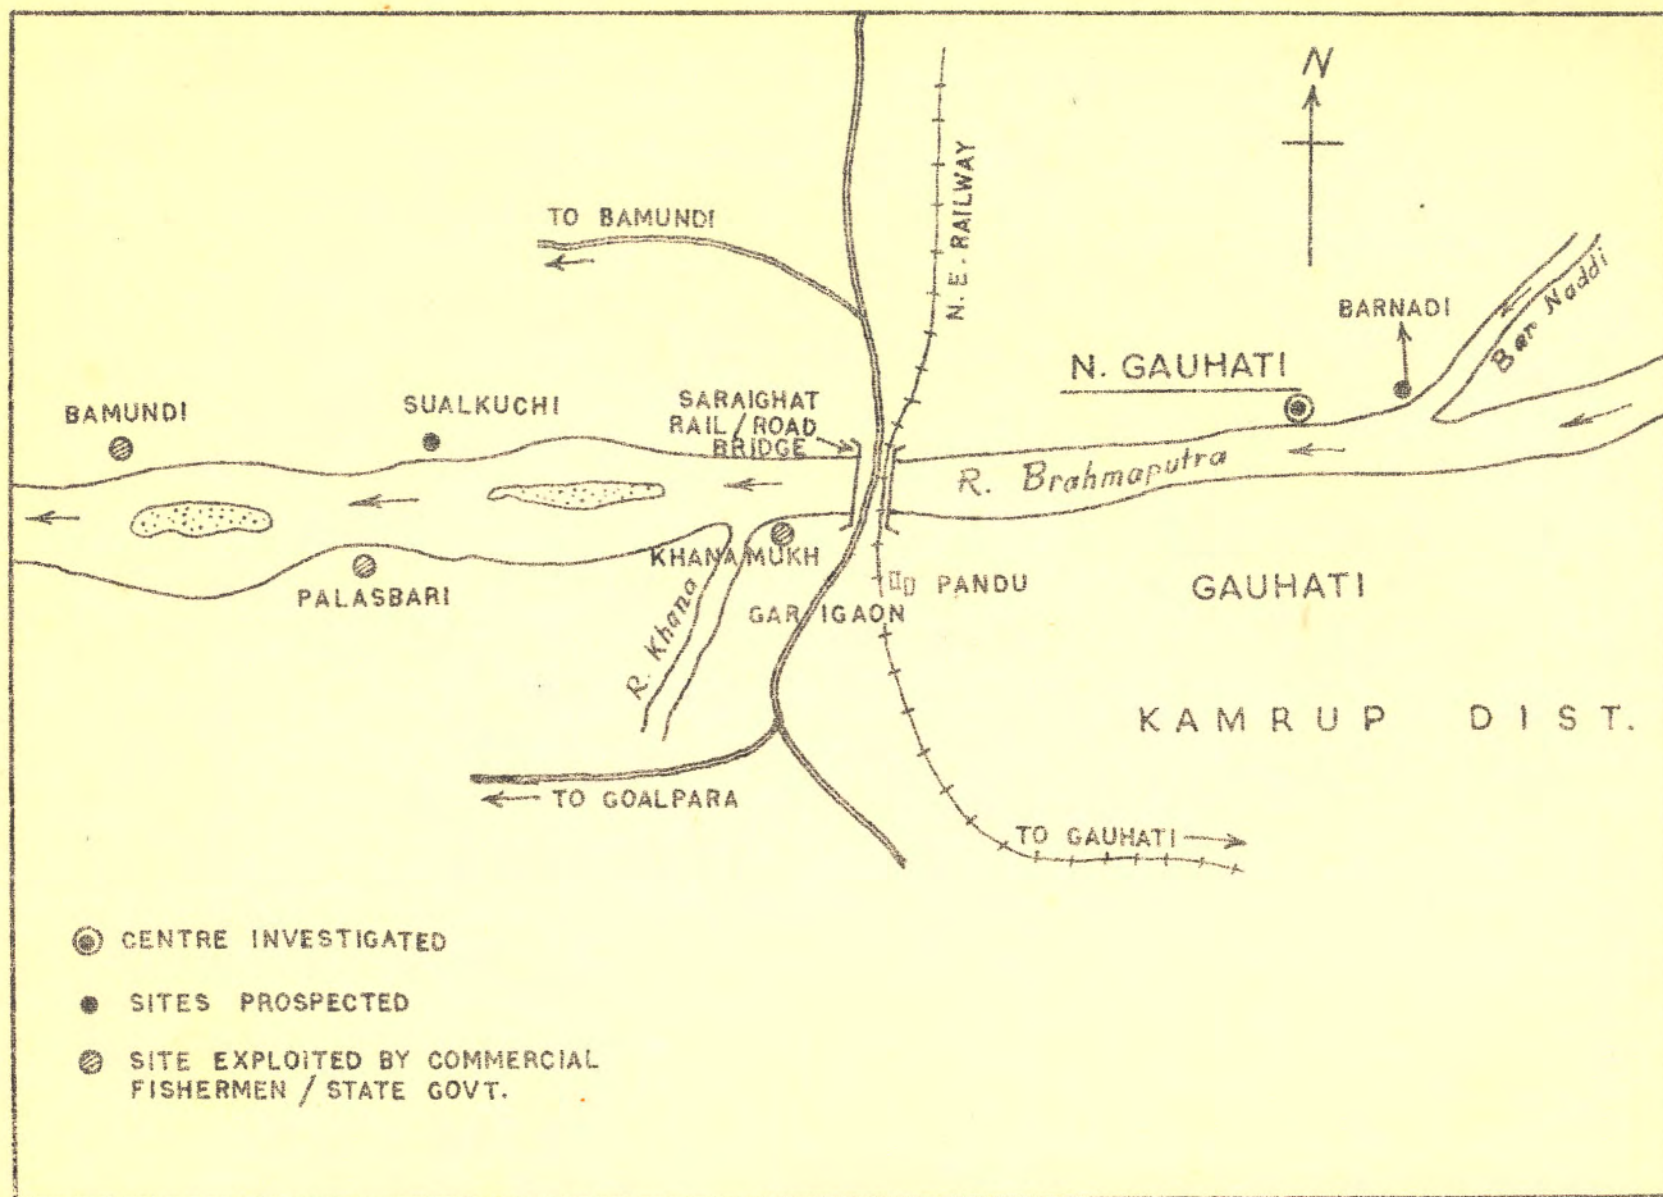 N
TO BAMUNDI
N. E. RAILWAY
BARNADI
Bar Naddi
N. GAUHATI
BAMUNDI
SUALKUCHI
SARAIGHAT
RAIL / ROAD
BRIDGE
R. Brahmaputra
KHANAMUKH
PALASBARI
R. Khana
PANDU
GAUHATI
GARIGAON
KAMRUP DIST.
TO GOALPARA
TO GAUHATI
CENTRE INVESTIGATED
SITES PROSPECTED
SITE EXPLOITED BY COMMERCIAL
FISHERMEN / STATE GOVT.